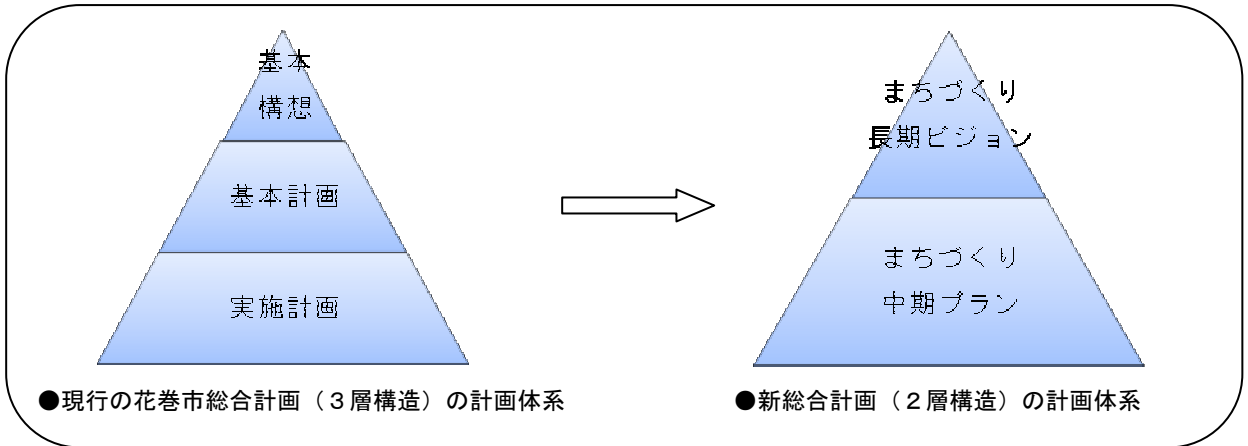 基本
構想
基本計画
実施計画
●現行の花巻市総合計画（３層構造）の計画体系
まちづくり
長期ビジョン
まちづくり
中期プラン
●新総合計画（２層構造）の計画体系